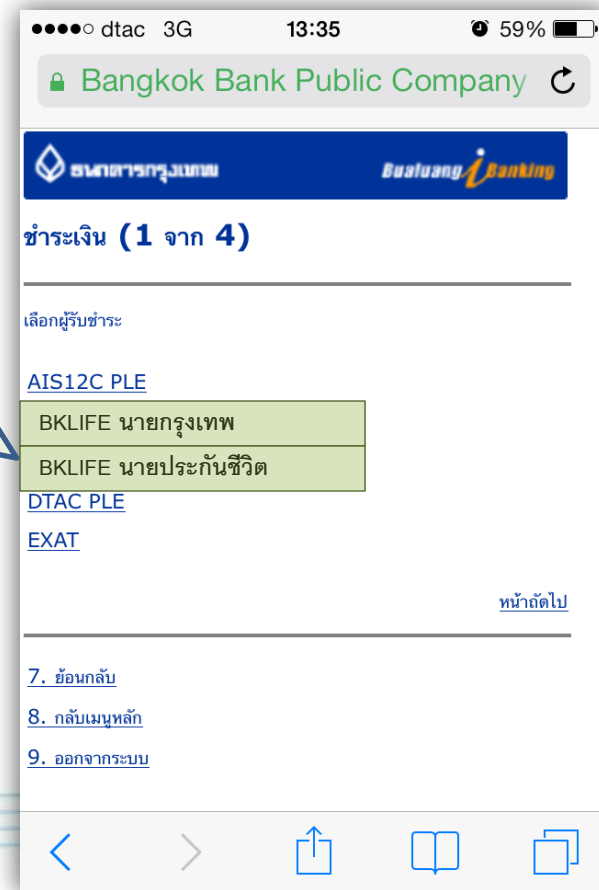 dtac 3G 13:35 59%
Bangkok Bank Public Company
ธนาคารกรุงเทพ Bualuang iBanking
ชำระเงิน (1 จาก 4)
เลือกผู้รับชำระ
AIS12C PLE
BKLIFE นายกรุงเทพ
BKLIFE นายประกันชีวิต
DTAC PLE
EXAT
หน้าถัดไป
7. ย้อนกลับ
8. กลับเมนูหลัก
9. ออกจากระบบ